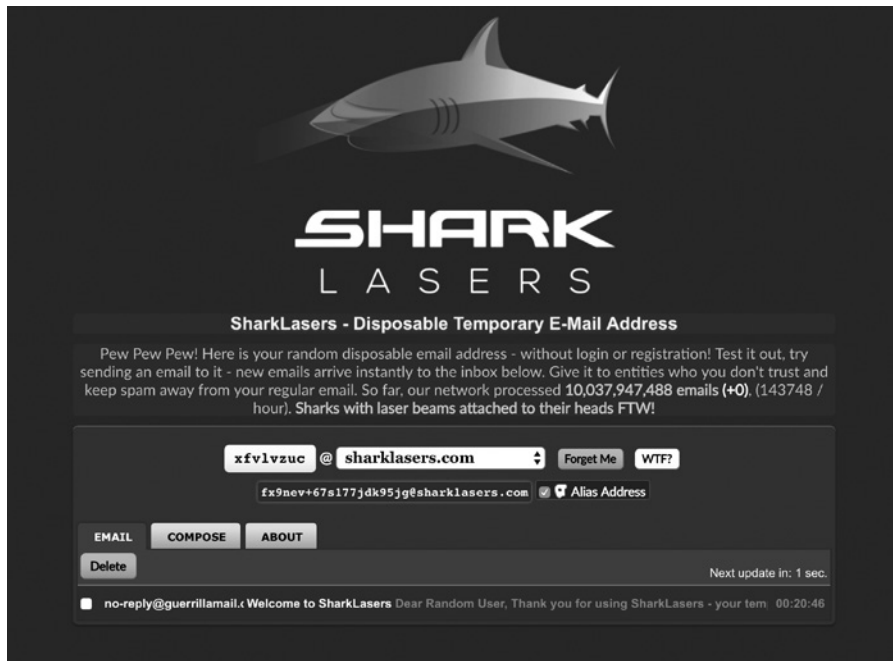 SHARK
LASERS
SharkLasers - Disposable Temporary E-Mail Address
Pew Pew Pew! Here is your random disposable email address - without login or registration! Test it out, try
sending an email to it - new emails arrive instantly to the inbox below. Give it to entities who you don't trust and
keep spam away from your regular email. So far, our network processed 10,037,947,488 emails (+0), (143748 /
hour). Sharks with laser beams attached to their heads FTW!
xfvlvzuc @ sharklasers.com Forget Me WTF?
fx9nev+67s177jdk95jg@sharklasers.com Alias Address
EMAIL COMPOSE ABOUT
Delete
Next update in: 1 sec.
no-reply@guerrillamail.c Welcome to SharkLasers Dear Random User, Thank you for using SharkLasers - your tem 00:20:46